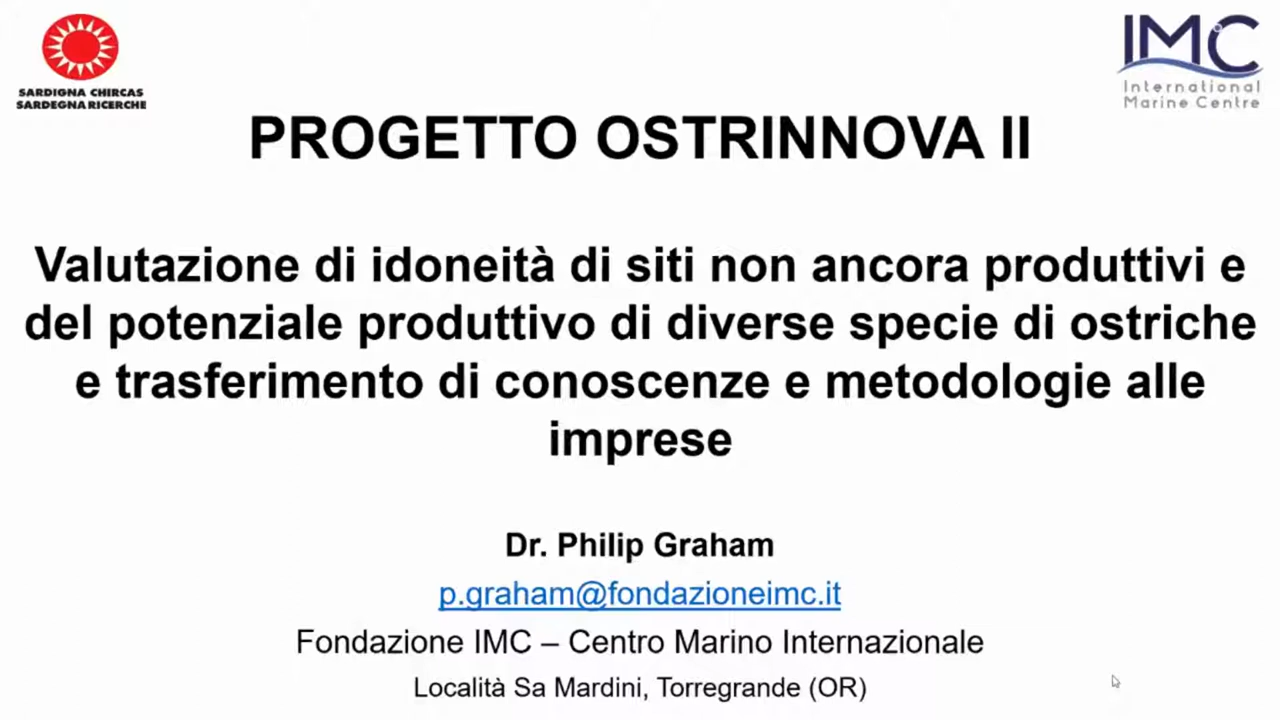 SARDIGNA CHIRCAS
SARDEGNA RICERCHE
IMC
International
Marine Centre
PROGETTO OSTRINNOVA II
Valutazione di idoneità di siti non ancora produttivi e
del potenziale produttivo di diverse specie di ostriche
e trasferimento di conoscenze e metodologie alle
imprese
Dr. Philip Graham
p.graham@fondazioneimc.it
Fondazione IMC – Centro Marino Internazionale
Località Sa Mardini, Torregrande (OR)